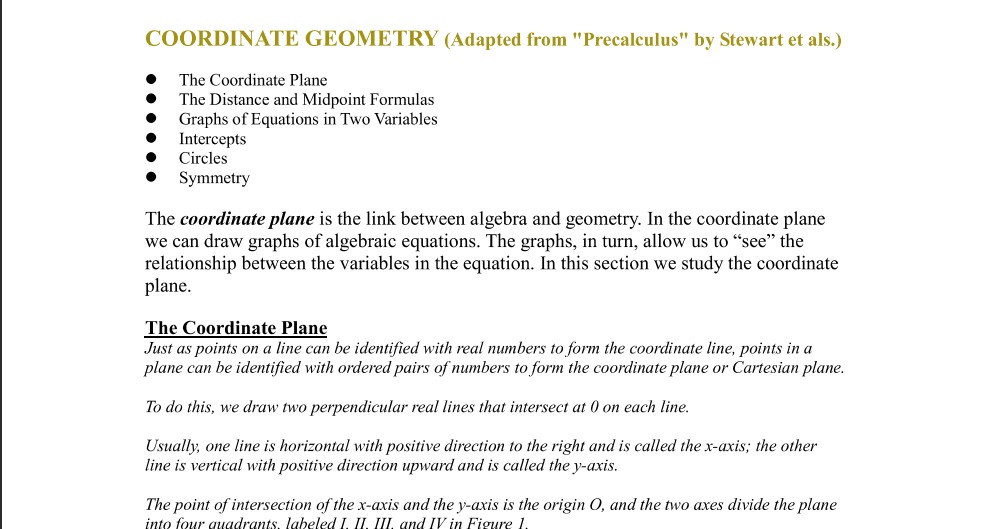 COORDINATE GEOMETRY (Adapted from "Precalculus" by Stewart et als.)
● The Coordinate Plane
● The Distance and Midpoint Formulas
● Graphs of Equations in Two Variables
● Intercepts
● Circles
● Symmetry
The coordinate plane is the link between algebra and geometry. In the coordinate plane
we can draw graphs of algebraic equations. The graphs, in turn, allow us to “see” the
relationship between the variables in the equation. In this section we study the coordinate
plane.
The Coordinate Plane
Just as points on a line can be identified with real numbers to form the coordinate line, points in a
plane can be identified with ordered pairs of numbers to form the coordinate plane or Cartesian plane.
To do this, we draw two perpendicular real lines that intersect at 0 on each line.
Usually, one line is horizontal with positive direction to the right and is called the x-axis; the other
line is vertical with positive direction upward and is called the y-axis.
The point of intersection of the x-axis and the y-axis is the origin O, and the two axes divide the plane
into four quadrants, labeled I, II, III, and IV in Figure 1.